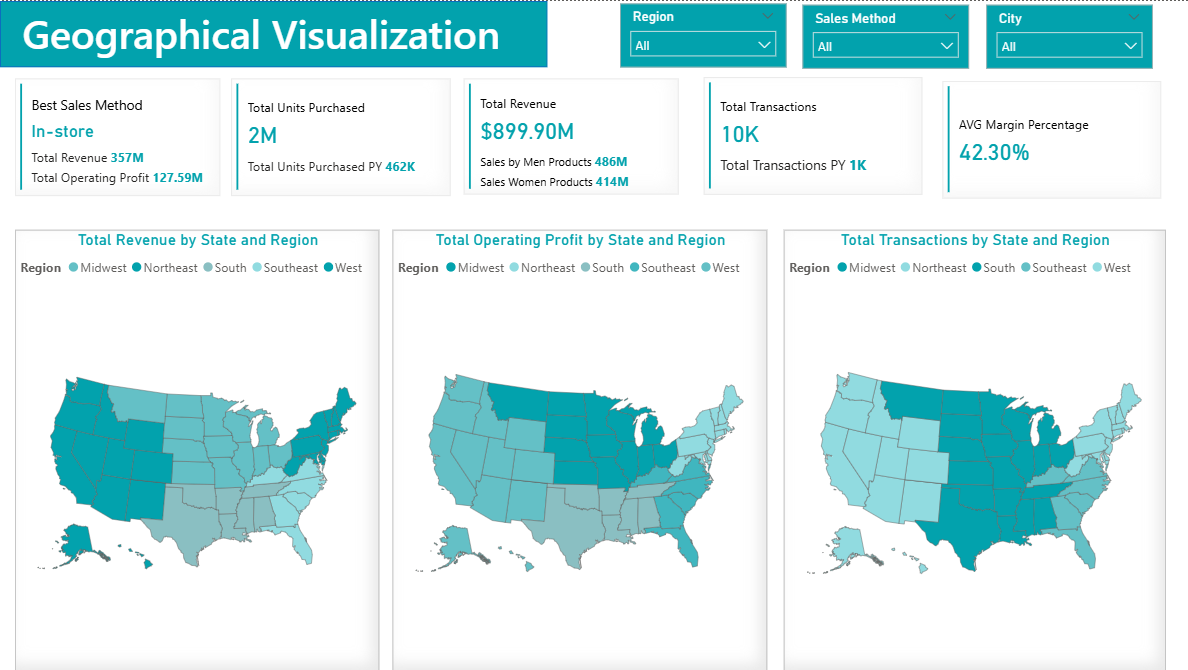 Geographical Visualization
Region
All
Sales Method
All
City
All
Best Sales Method
In-store
Total Revenue 357M
Total Operating Profit 127.59M
Total Units Purchased
2M
Total Units Purchased PY 462K
Total Revenue
$899.90M
Sales by Men Products 486M
Sales Women Products 414M
Total Transactions
10K
Total Transactions PY 1K
AVG Margin Percentage
42.30%
Total Revenue by State and Region
Region Midwest Northeast South Southeast West
Total Operating Profit by State and Region
Region Midwest Northeast South Southeast West
Total Transactions by State and Region
Region Midwest Northeast South Southeast West